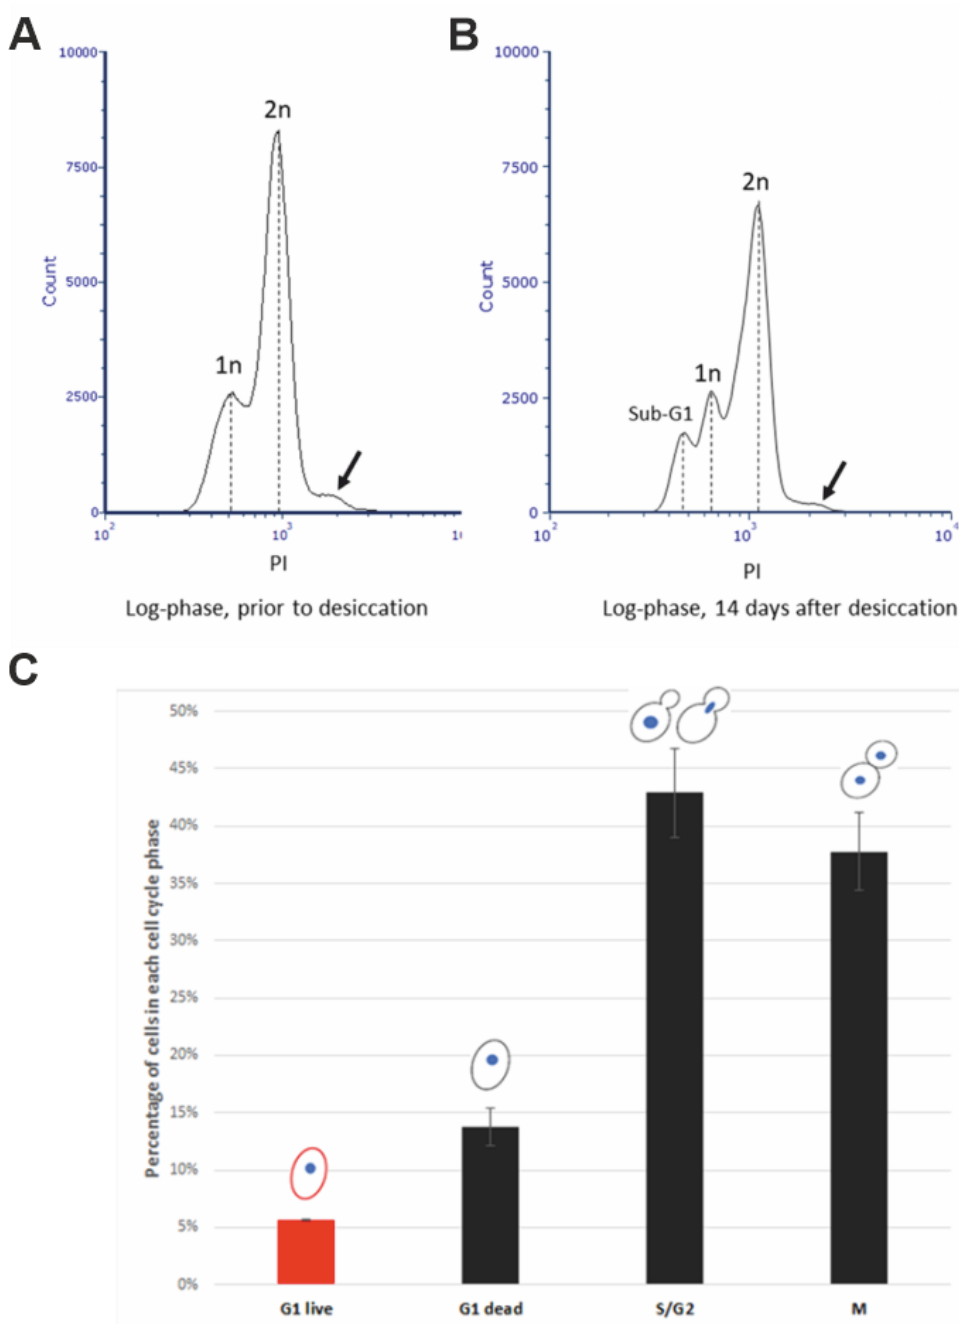 A
10000
7500
5000
2500
0
Count
1n
2n
10²
10³
PI
Log-phase, prior to desiccation
B
10000
7500
5000
2500
0
Count
Sub-G1
1n
2n
10²
10³
10⁴
PI
Log-phase, 14 days after desiccation
C
Percentage of cells in each cell cycle phase
50%
45%
40%
35%
30%
25%
20%
15%
10%
5%
0%
G1 live
G1 dead
S/G2
M